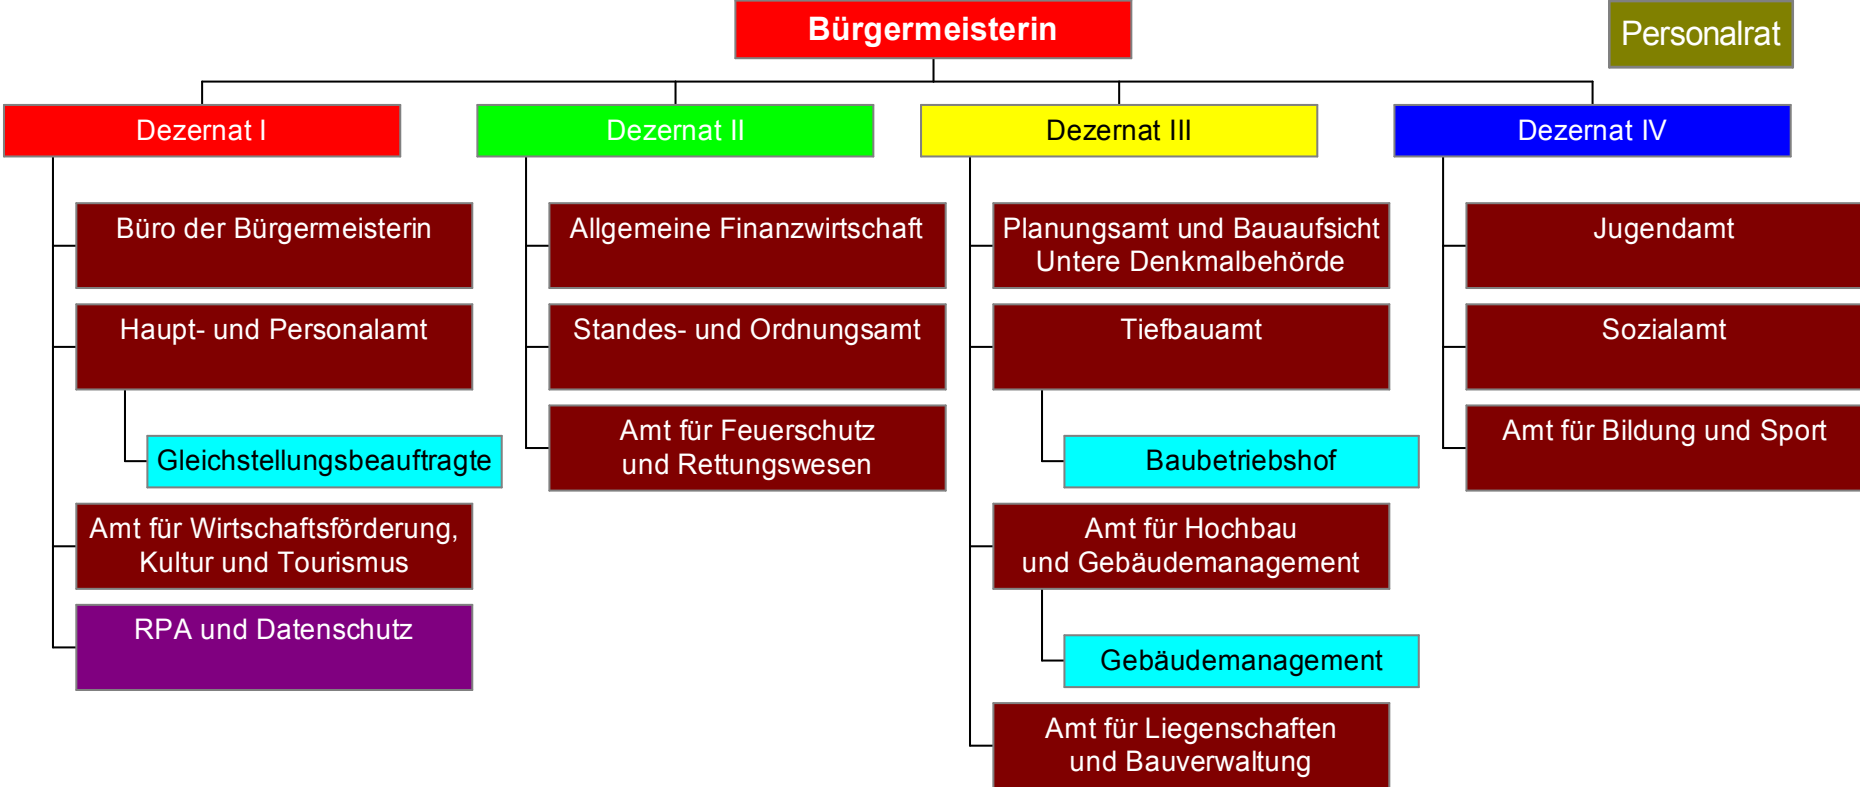 Bürgermeisterin
Personalrat
Dezernat I
Dezernat II
Dezernat III
Dezernat IV
Büro der Bürgermeisterin
Haupt- und Personalamt
Gleichstellungsbeauftragte
Amt für Wirtschaftsförderung,
Kultur und Tourismus
RPA und Datenschutz
Allgemeine Finanzwirtschaft
Standes- und Ordnungsamt
Amt für Feuerschutz
und Rettungswesen
Planungsamt und Bauaufsicht
Untere Denkmalbehörde
Tiefbauamt
Baubetriebshof
Amt für Hochbau
und Gebäudemanagement
Gebäudemanagement
Amt für Liegenschaften
und Bauverwaltung
Jugendamt
Sozialamt
Amt für Bildung und Sport